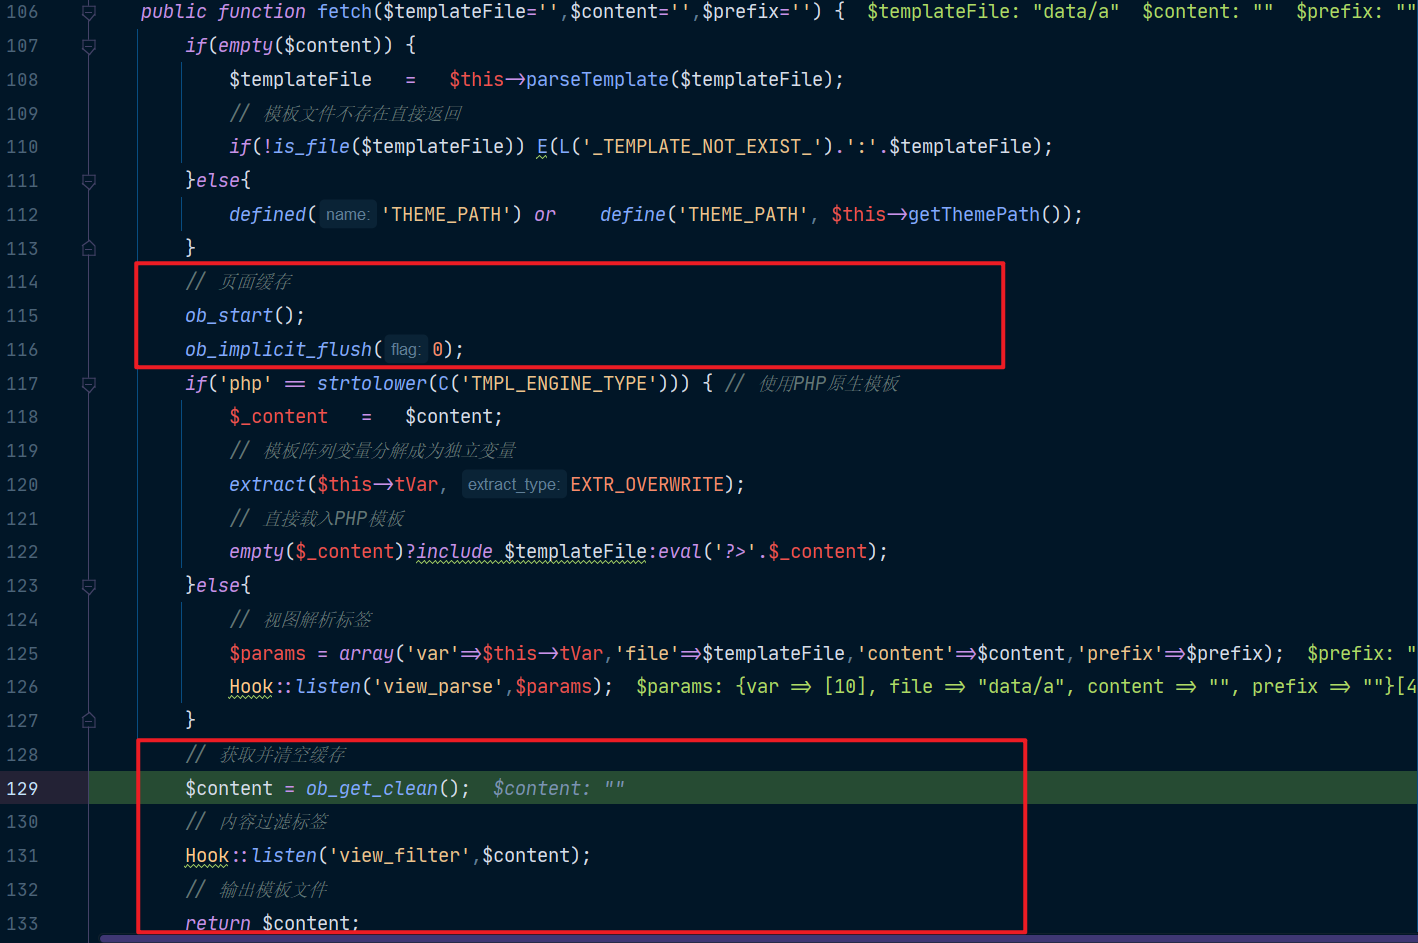 106 public function fetch($templateFile='',$content='',$prefix='') { $templateFile: "data/a" $content: "" $prefix: ""
107 if(empty($content)) {
108 $templateFile = $this->parseTemplate($templateFile);
109 // 模板文件不存在直接返回
110 if(!is_file($templateFile)) E(L('_TEMPLATE_NOT_EXIST_').':'.$templateFile);
111 }else{
112 defined( name: 'THEME_PATH') or define('THEME_PATH', $this->getThemePath());
113 }
114 // 页面缓存
115 ob_start();
116 ob_implicit_flush( flag: 0);
117 if('php' == strtolower(C('TMPL_ENGINE_TYPE'))) { // 使用PHP原生模板
118 $_content = $content;
119 // 模板阵列变量分解成为独立变量
120 extract($this->tVar, extract_type: EXTR_OVERWRITE);
121 // 直接载入PHP模板
122 empty($_content)?include $templateFile:eval('?>'.$_content);
123 }else{
124 // 视图解析标签
125 $params = array('var'=>$this->tVar,'file'=>$templateFile,'content'=>$content,'prefix'=>$prefix); $prefix: "
126 Hook::listen('view_parse',$params); $params: {var => [10], file => "data/a", content => "", prefix => ""}[4
127 }
128 // 获取并清空缓存
129 $content = ob_get_clean(); $content: ""
130 // 内容过滤标签
131 Hook::listen('view_filter',$content);
132 // 输出模板文件
133 return $content;